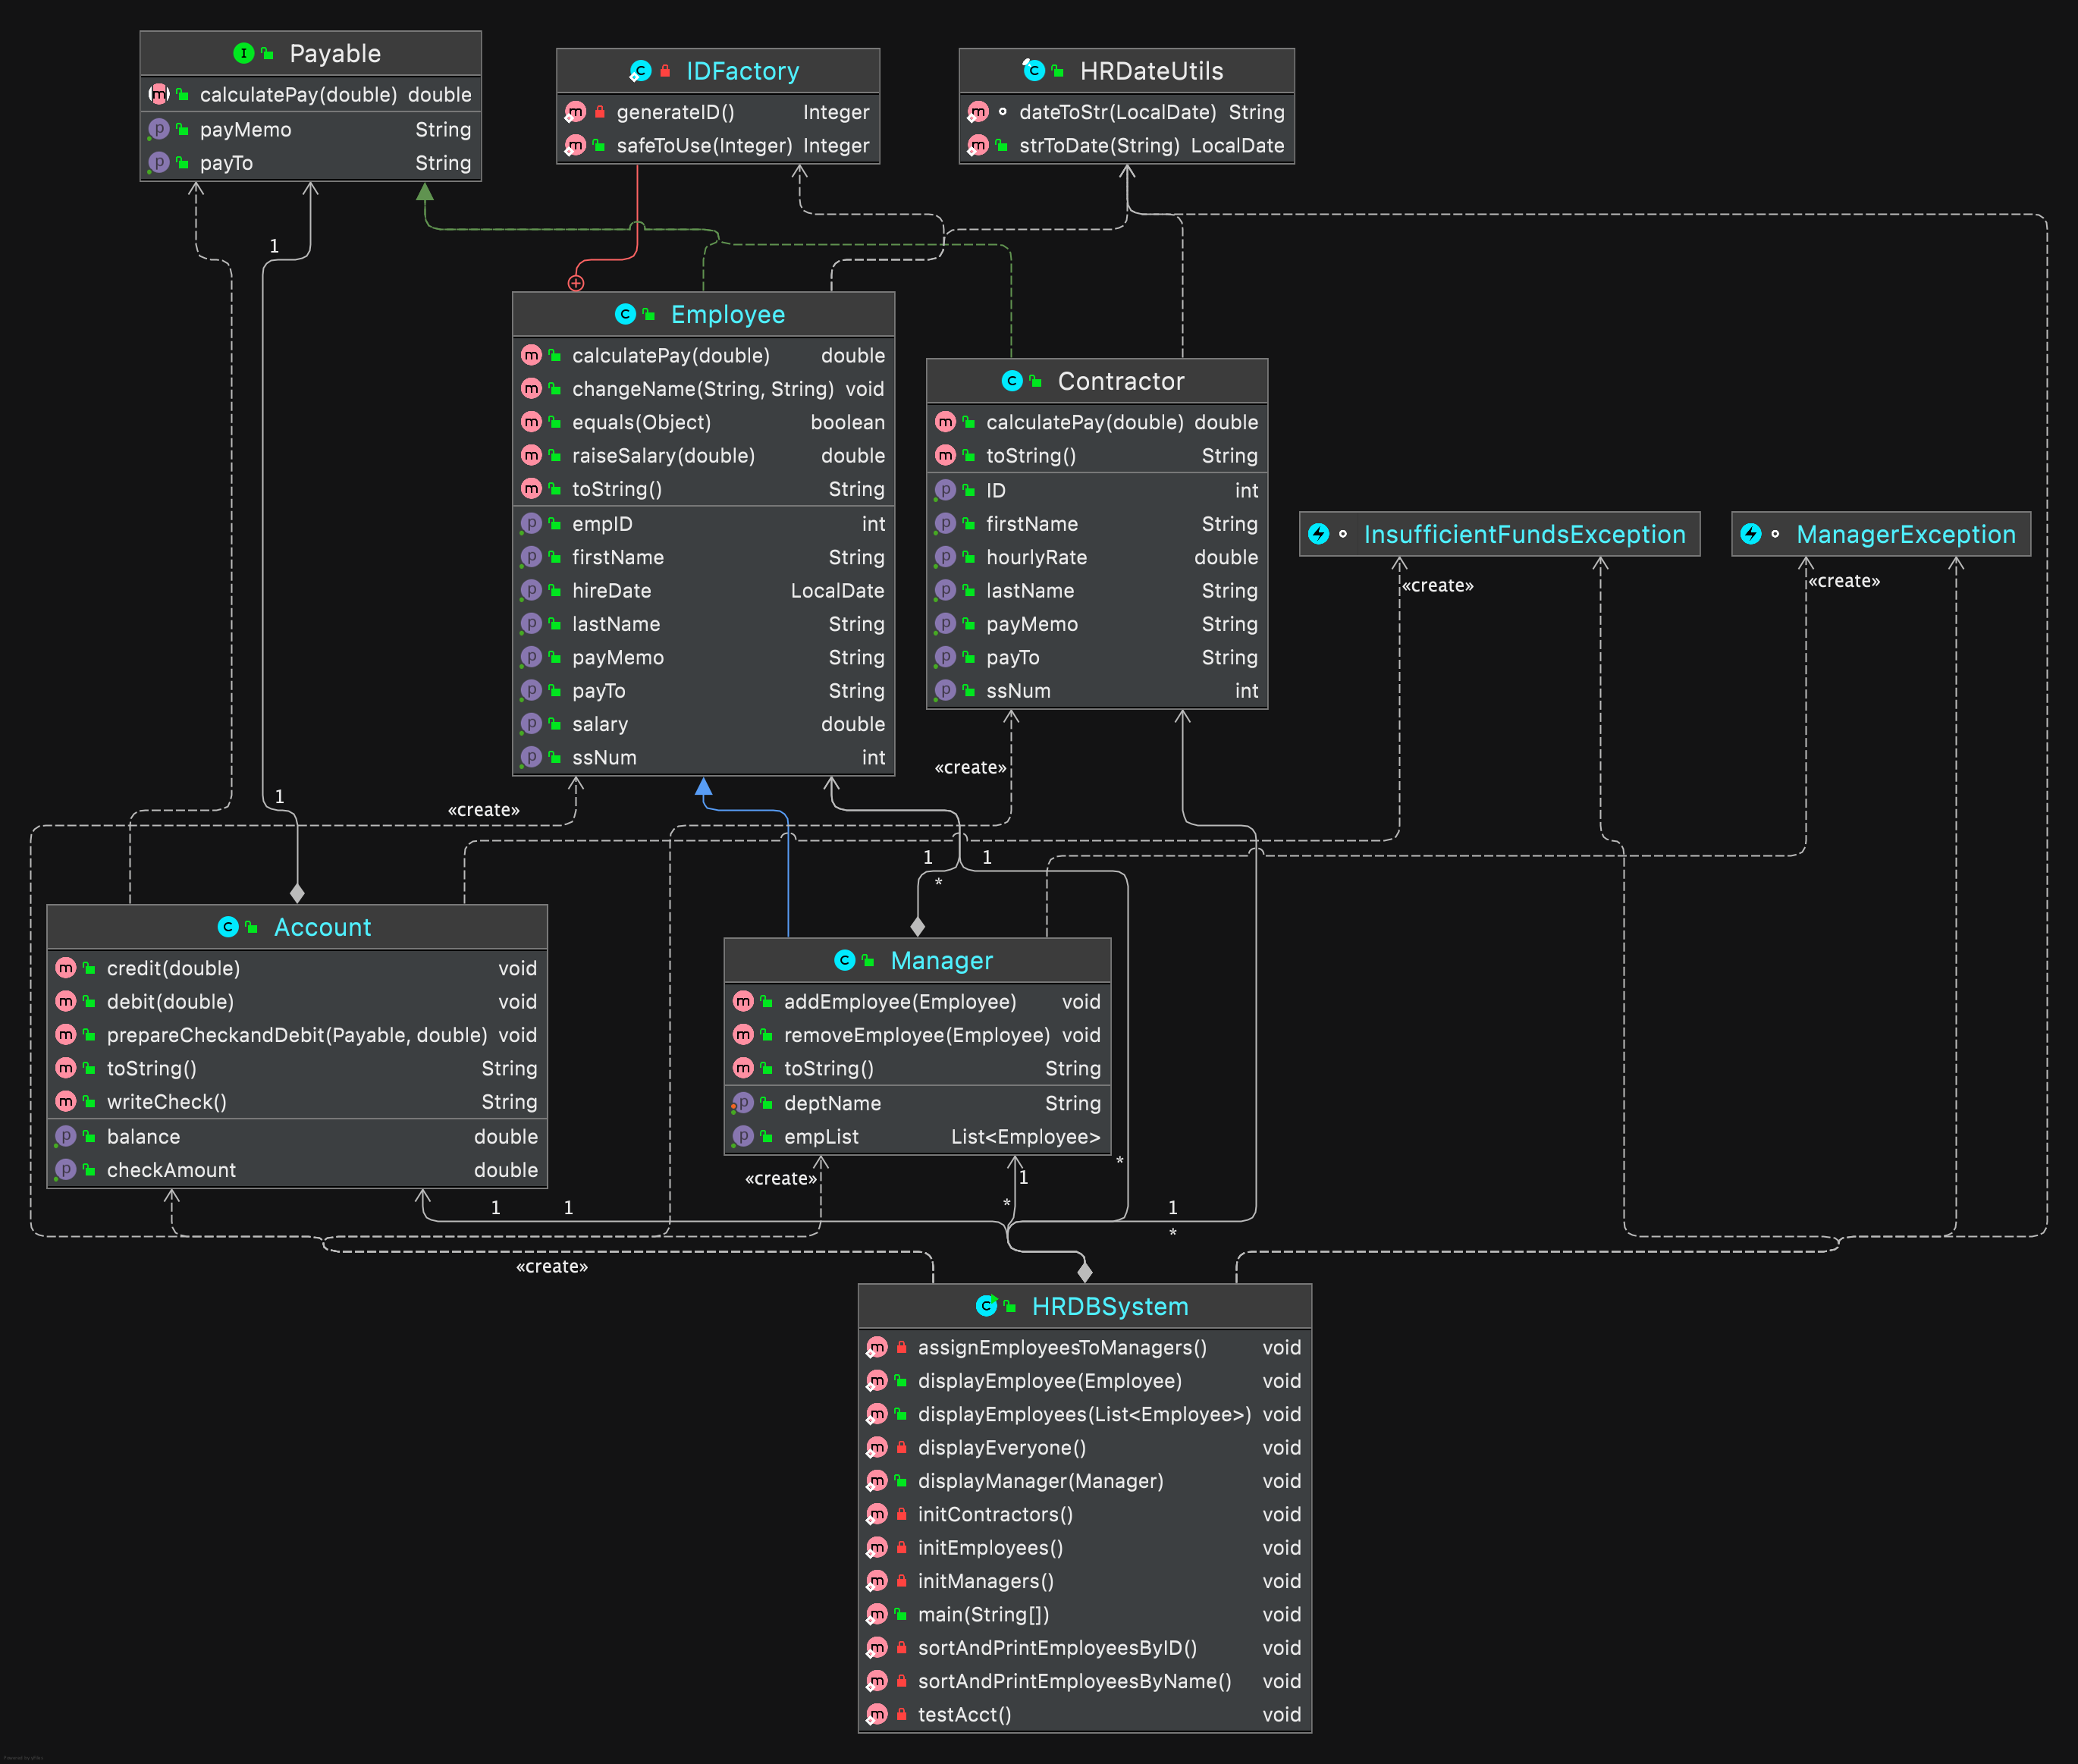 Payable
calculatePay(double) double
payMemo String
payTo String
IDFactory
generateID() Integer
safeToUse(Integer) Integer
HRDateUtils
dateToStr(LocalDate) String
strToDate(String) LocalDate
1
Employee
calculatePay(double) double
changeName(String, String) void
equals(Object) boolean
raiseSalary(double) double
toString() String
empID int
firstName String
hireDate LocalDate
lastName String
payMemo String
payTo String
salary double
ssNum int
Contractor
calculatePay(double) double
toString() String
ID int
firstName String
hourlyRate double
lastName String
payMemo String
payTo String
ssNum int
InsufficientFundsException
ManagerException
«create»
«create»
«create»
1
«create»
1
1
*
Account
credit(double) void
debit(double) void
prepareCheckandDebit(Payable, double) void
toString() String
writeCheck() String
balance double
checkAmount double
Manager
addEmployee(Employee) void
removeEmployee(Employee) void
toString() String
deptName String
empList List<Employee>
*
«create»
1
*
1
1
1
*
«create»
HRDBSystem
assignEmployeesToManagers() void
displayEmployee(Employee) void
displayEmployees(List<Employee>) void
displayEveryone() void
displayManager(Manager) void
initContractors() void
initEmployees() void
initManagers() void
main(String[]) void
sortAndPrintEmployeesByID() void
sortAndPrintEmployeesByName() void
testAcct() void
Powered by yFiles